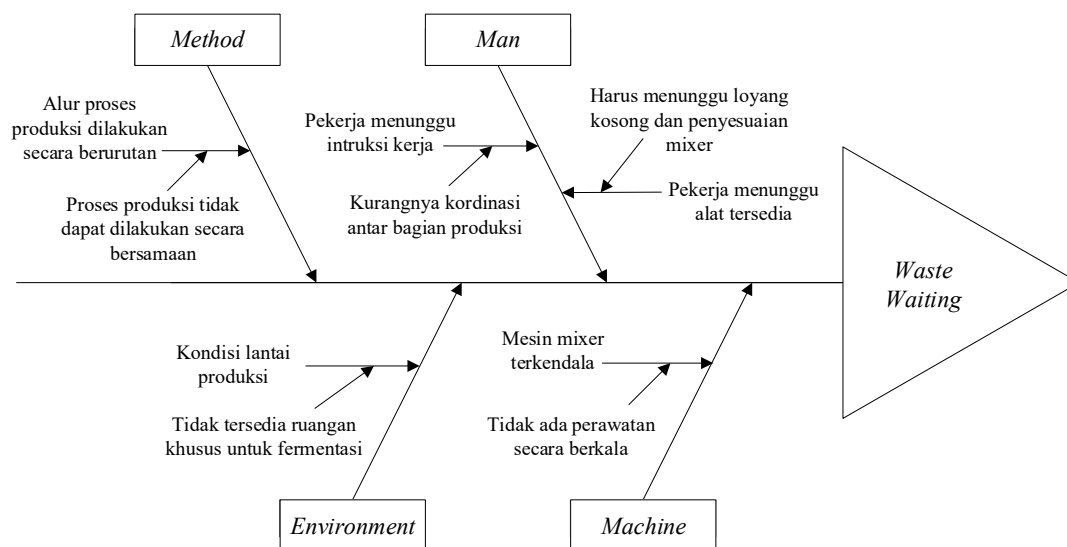 Method
Man
Alur proses
produksi dilakukan
secara berurutan
Proses produksi tidak
dapat dilakukan secara
bersamaan
Pekerja menunggu
intruksi kerja
Kurangnya kordinasi
antar bagian produksi
Harus menunggu loyang
kosong dan penyesuaian
mixer
Pekerja menunggu
alat tersedia
Waste
Waiting
Kondisi lantai
produksi
Tidak tersedia ruangan
khusus untuk fermentasi
Mesin mixer
terkendala
Tidak ada perawatan
secara berkala
Environment
Machine